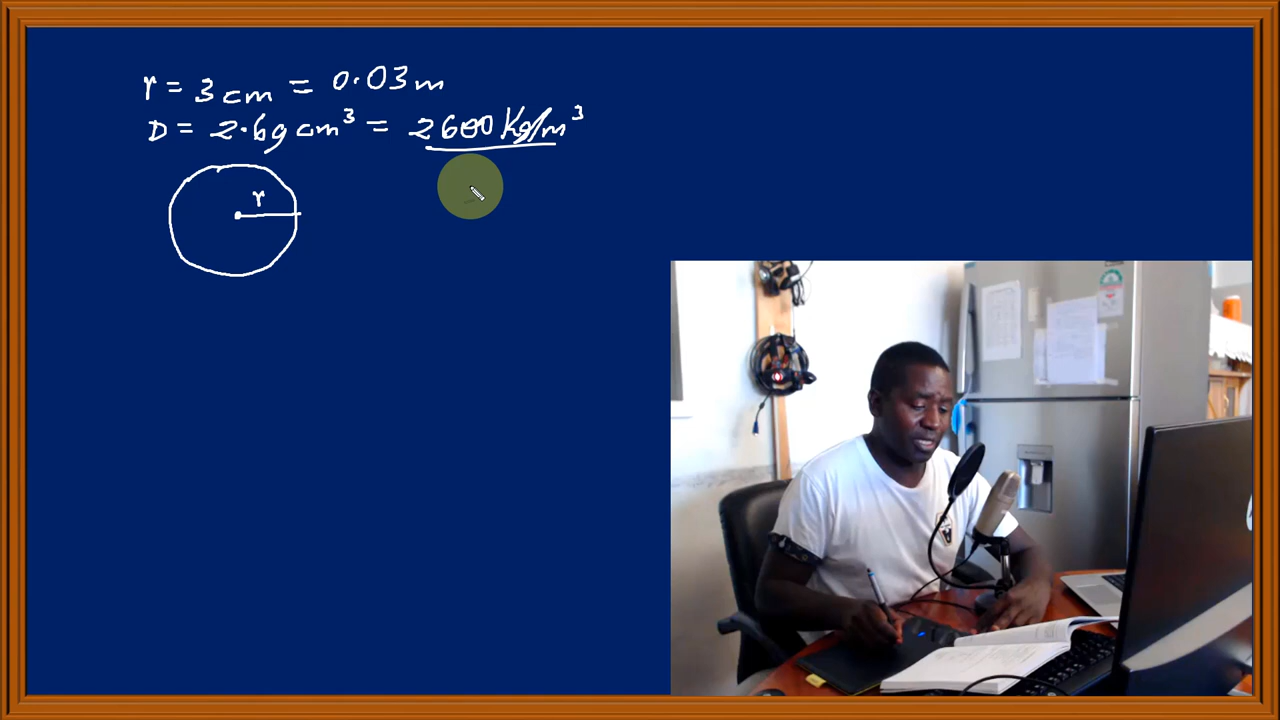 r = 3 cm = 0.03 m
D = 2.6g cm³ = 2600 Kg/m³
r